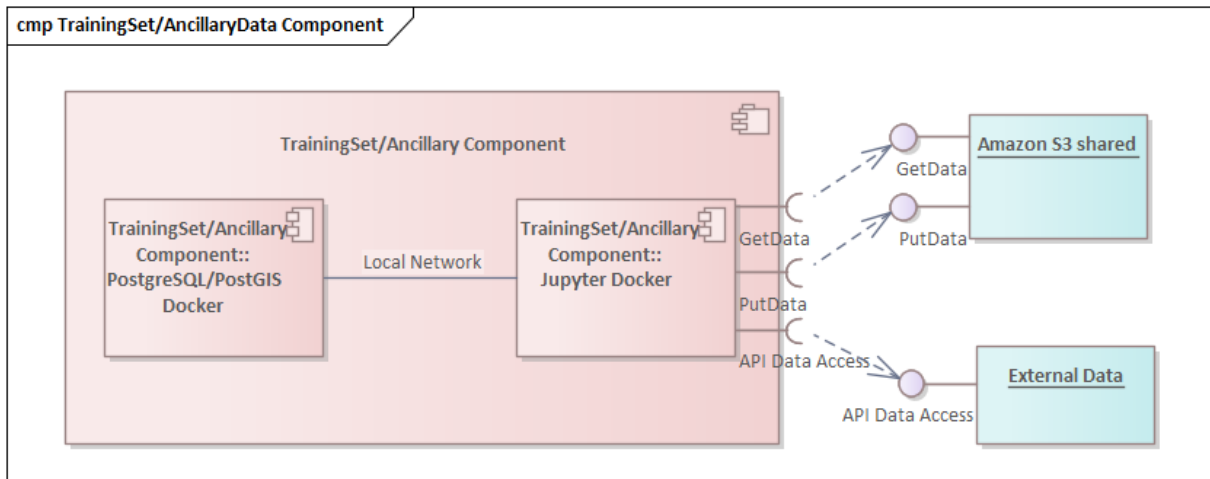 cmp TrainingSet/AncillaryData Component
TrainingSet/Ancillary Component
TrainingSet/Ancillary
Component::
PostgreSQL/PostGIS
Docker
Local Network
TrainingSet/Ancillary
Component::
Jupyter Docker
GetData
PutData
API Data Access
GetData
PutData
API Data Access
Amazon S3 shared
External Data